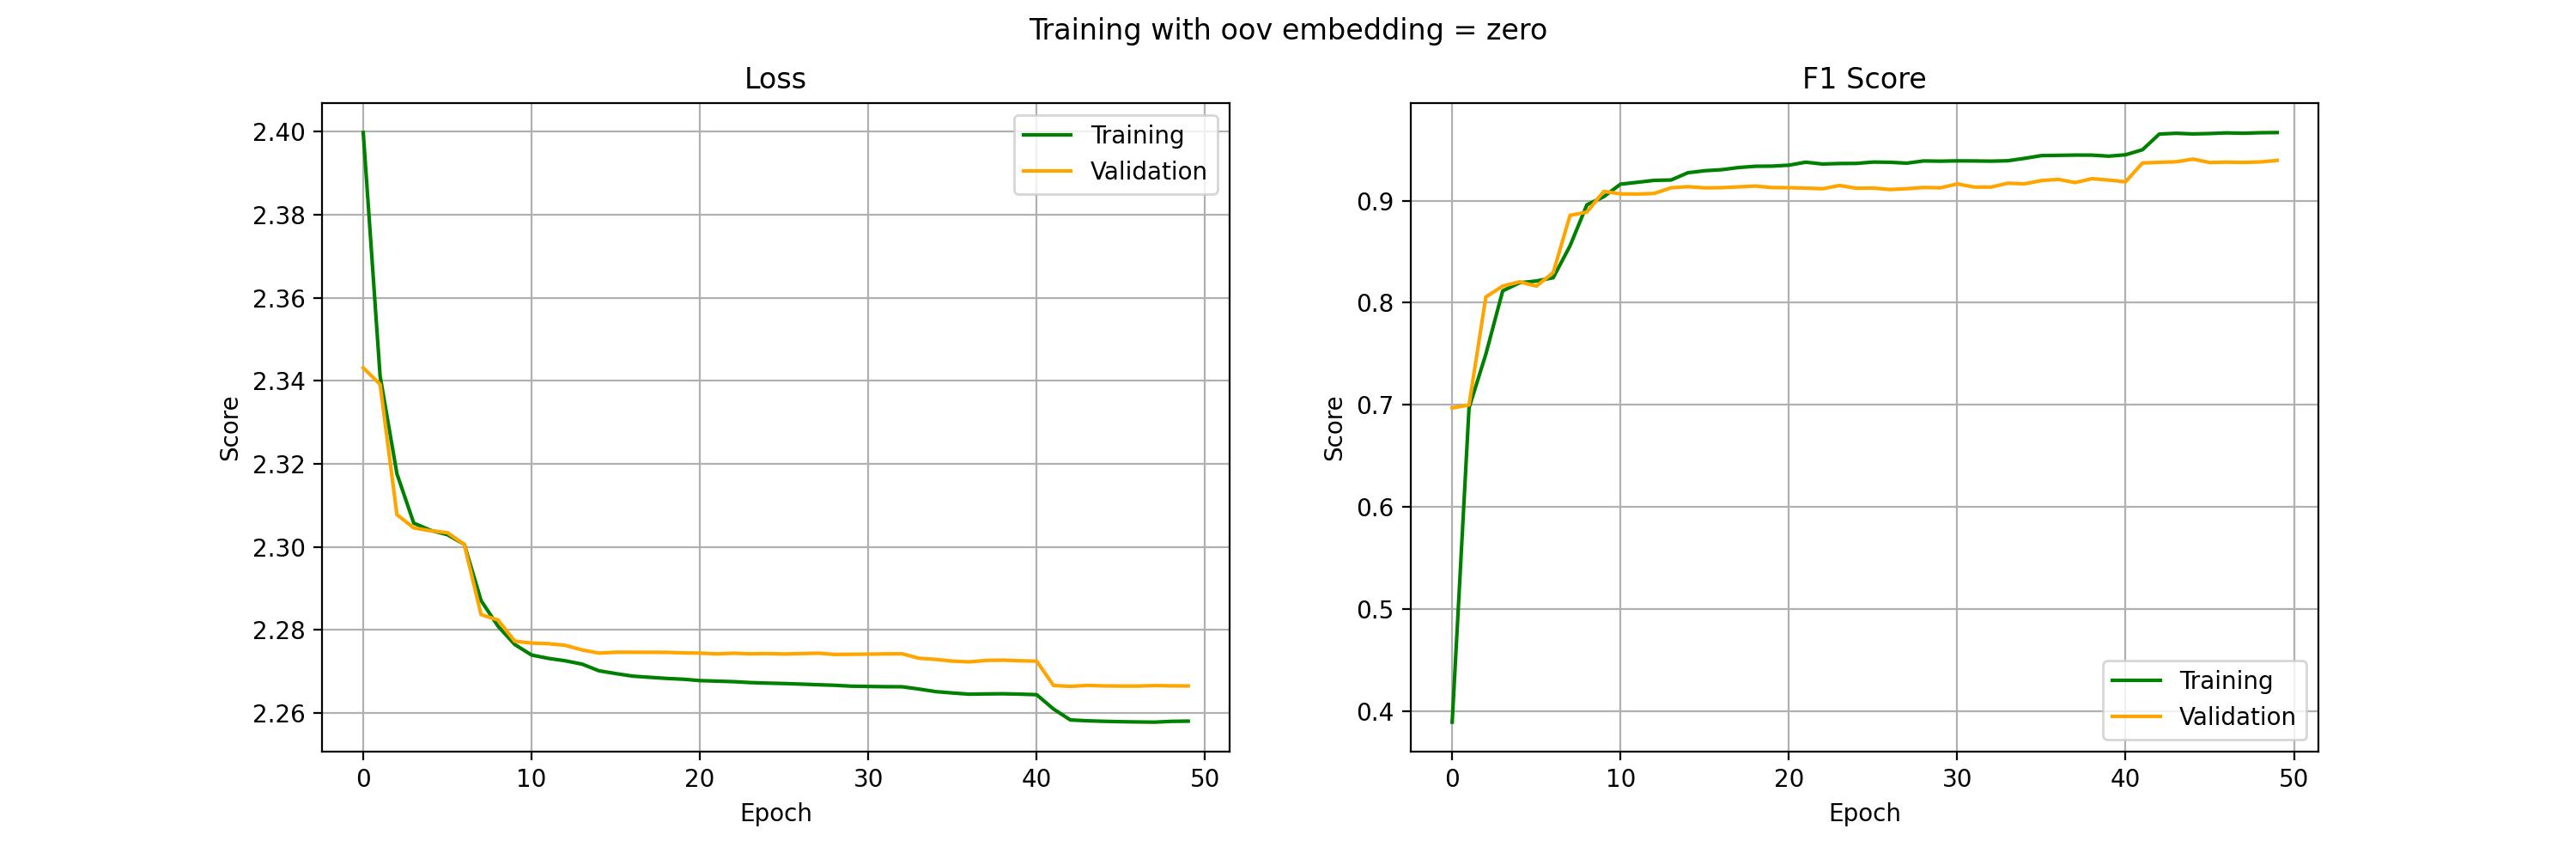 Training with oov embedding = zero
Loss
2.40
2.38
2.36
2.34
2.32
2.30
2.28
2.26
Score
0 10 20 30 40 50
Epoch
Training
Validation
F1 Score
0.9
0.8
0.7
0.6
0.5
0.4
Score
0 10 20 30 40 50
Epoch
Training
Validation